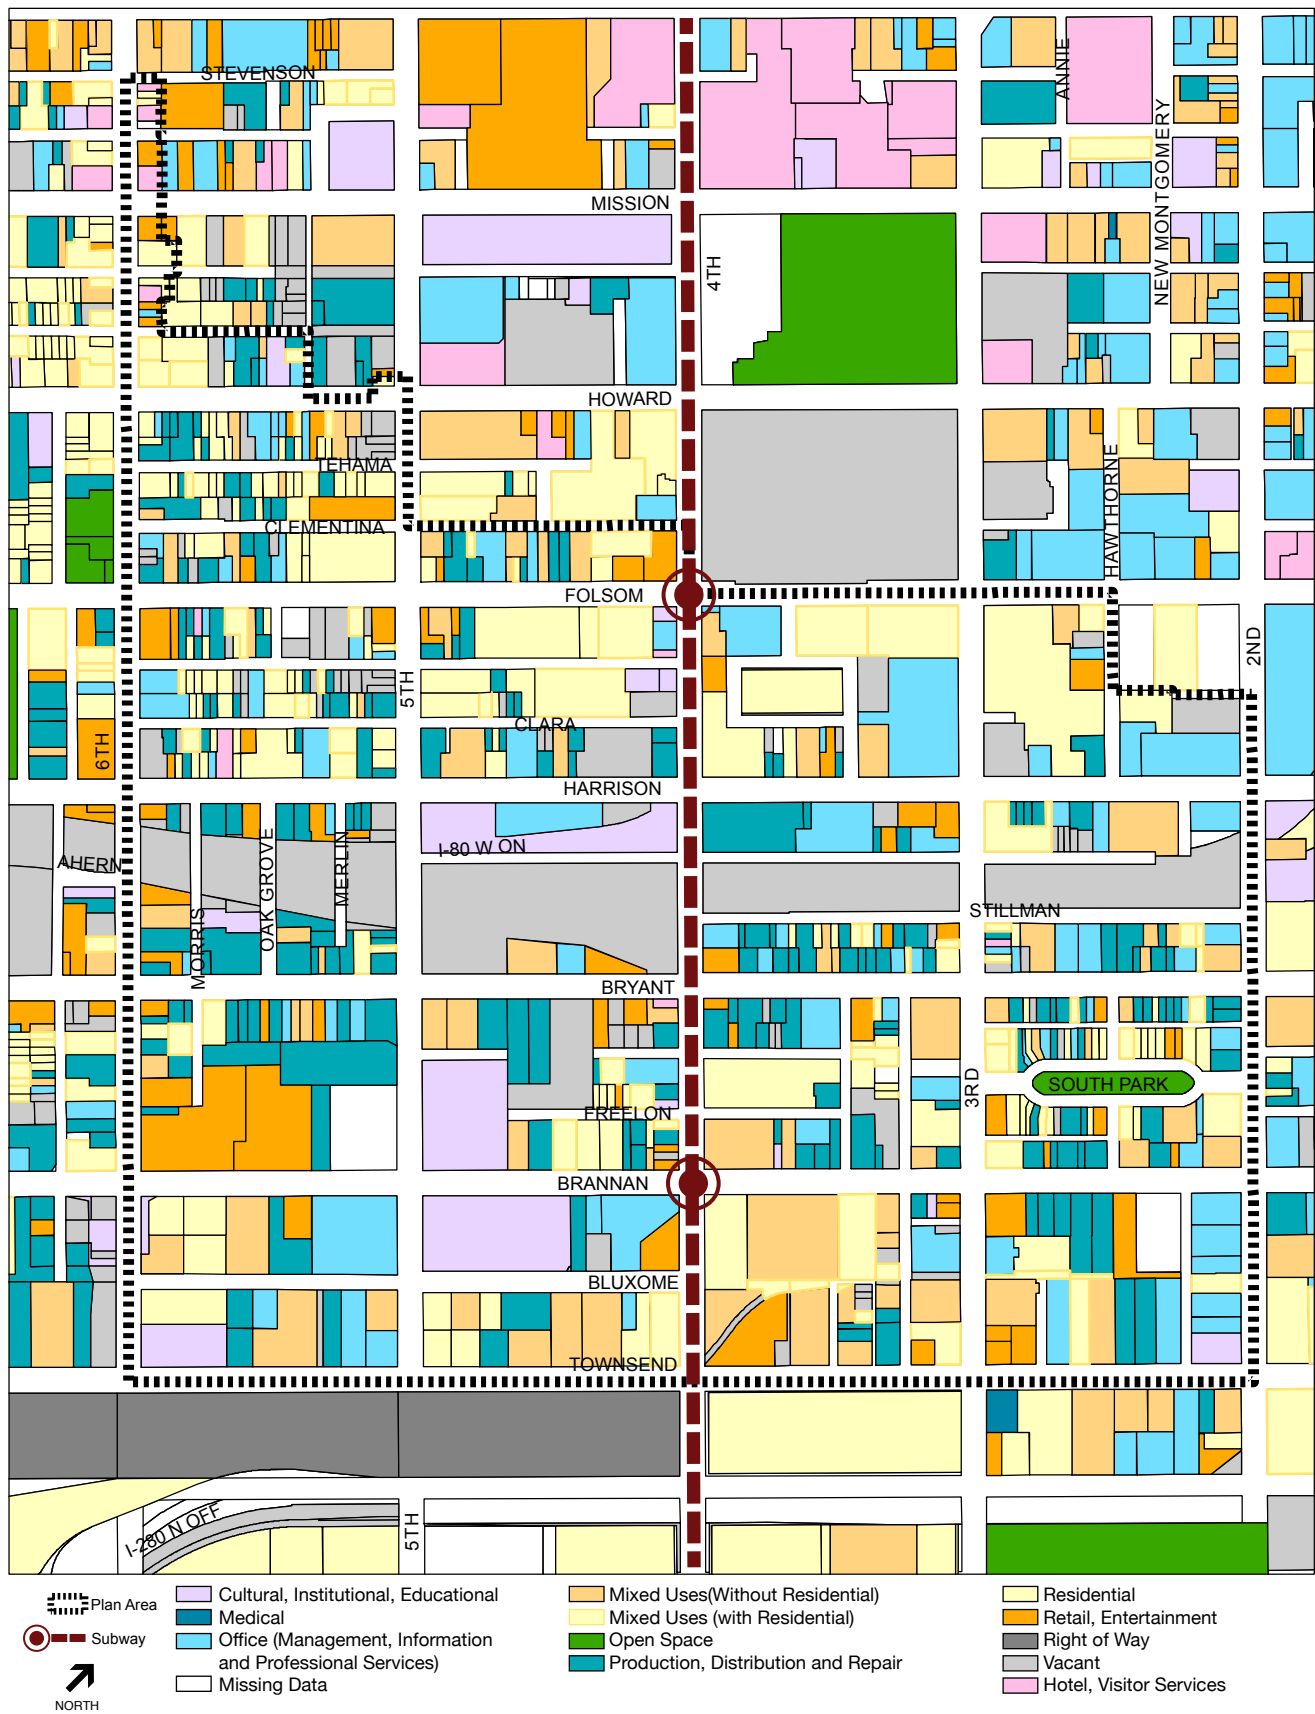 STEVENSON
ANNIE
NEW MONTGOMERY
MISSION
4TH
HOWARD
TEHAMA
HAWTHORNE
CLEMENTINA
FOLSOM
2ND
5TH
CLARA
6TH
HARRISON
I-80 W ON
AHERN
OAK GROVE
MERLIN
MORRIS
STILLMAN
BRYANT
3RD
SOUTH PARK
FREELON
BRANNAN
BLUXOME
TOWNSEND
I-280 N OFF
5TH
Plan Area
Subway
NORTH
Cultural, Institutional, Educational
Medical
Office (Management, Information
and Professional Services)
Missing Data
Mixed Uses(Without Residential)
Mixed Uses (with Residential)
Open Space
Production, Distribution and Repair
Residential
Retail, Entertainment
Right of Way
Vacant
Hotel, Visitor Services